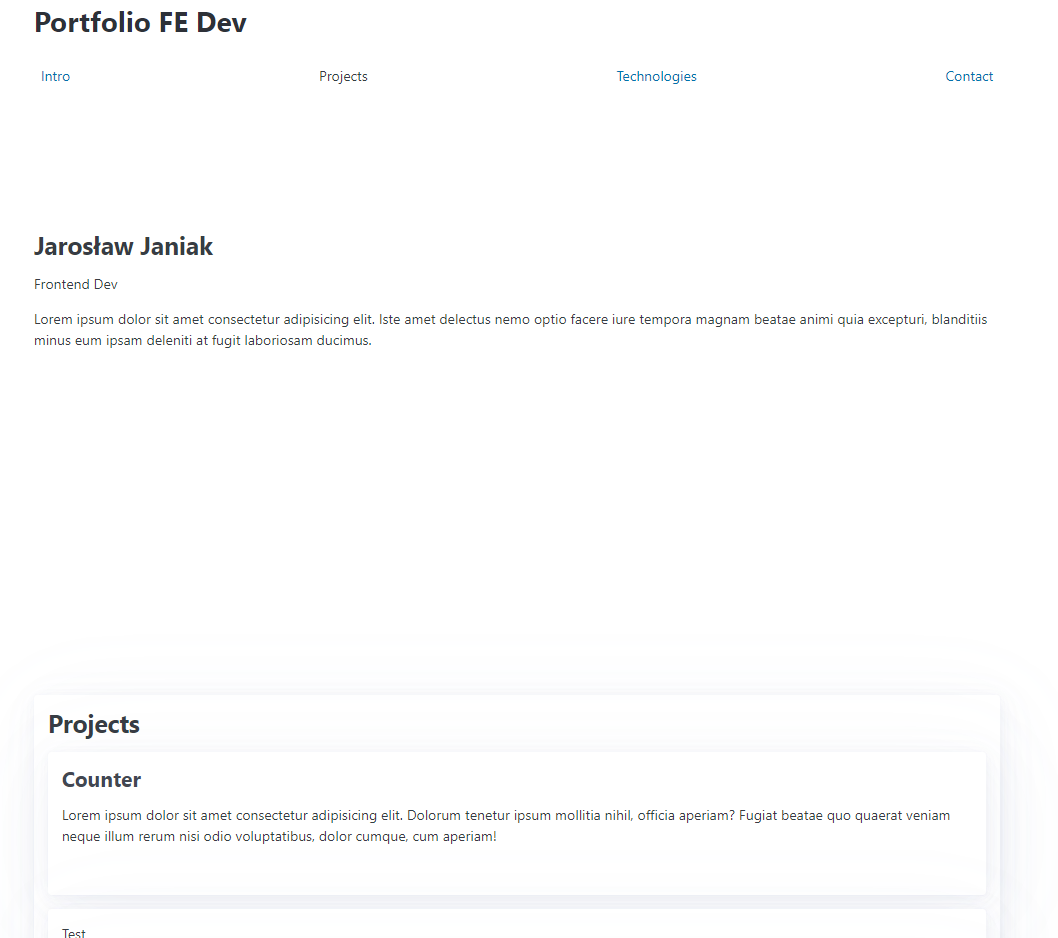 Portfolio FE Dev
Intro Projects Technologies Contact
Jarosław Janiak
Frontend Dev
Lorem ipsum dolor sit amet consectetur adipisicing elit. Iste amet delectus nemo optio facere iure tempora magnam beatae animi quia excepturi, blanditiis
minus eum ipsam deleniti at fugit laboriosam ducimus.
Projects
Counter
Lorem ipsum dolor sit amet consectetur adipisicing elit. Dolorum tenetur ipsum mollitia nihil, officia aperiam? Fugiat beatae quo quaerat veniam
neque illum rerum nisi odio voluptatibus, dolor cumque, cum aperiam!
Test